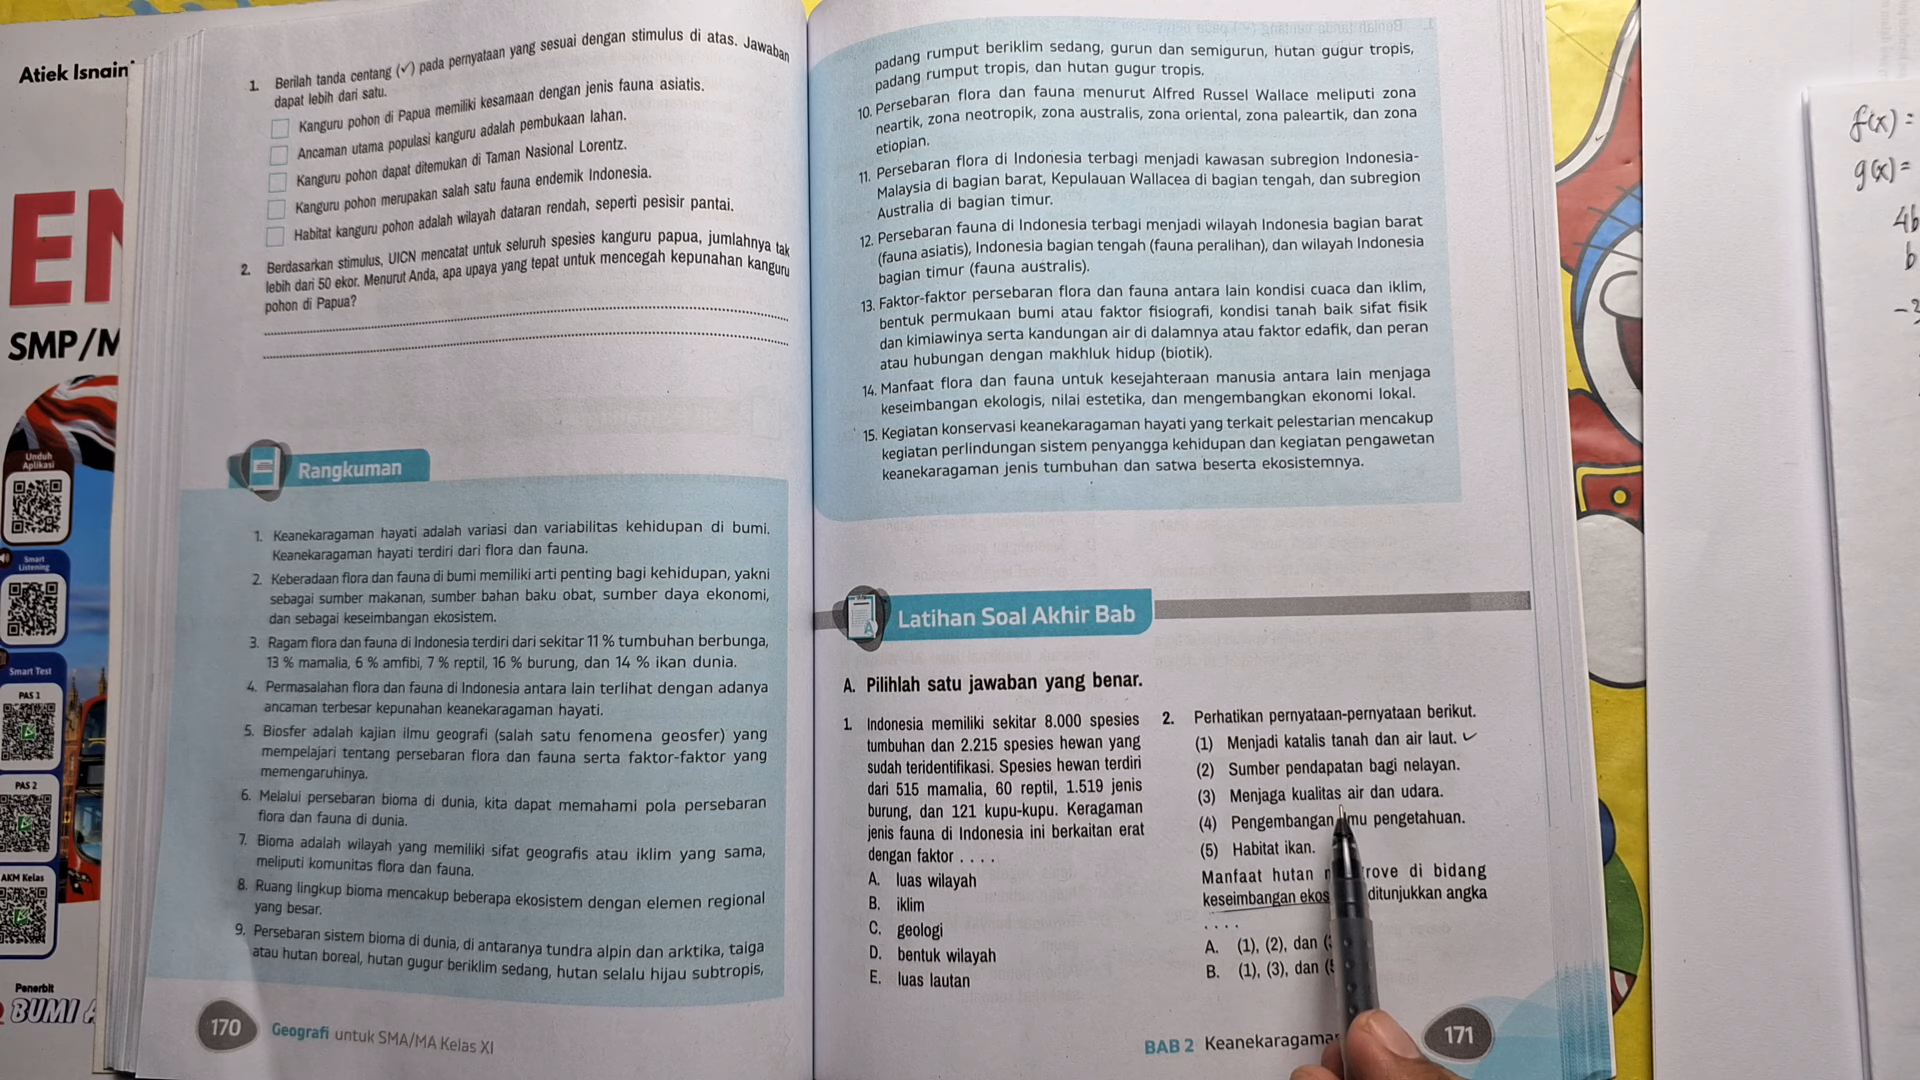 Atiek Isnain
EN
SMP/M
Unduh
Aplikasi
Smart
Listening
Smart Test
PAS 1
PAS 2
AKM Kelas
Penerbit
BUMI A
1. Berilah tanda centang (✓) pada pernyataan yang sesuai dengan stimulus di atas. Jawaban
dapat lebih dari satu.
Kanguru pohon di Papua memiliki kesamaan dengan jenis fauna asiatis.
Ancaman utama populasi kanguru adalah pembukaan lahan.
Kanguru pohon dapat ditemukan di Taman Nasional Lorentz.
Kanguru pohon merupakan salah satu fauna endemik Indonesia.
Habitat kanguru pohon adalah wilayah dataran rendah, seperti pesisir pantai.
2. Berdasarkan stimulus, UICN mencatat untuk seluruh spesies kanguru papua, jumlahnya tak
lebih dari 50 ekor. Menurut Anda, apa upaya yang tepat untuk mencegah kepunahan kanguru
pohon di Papua?
Rangkuman
1. Keanekaragaman hayati adalah variasi dan variabilitas kehidupan di bumi.
Keanekaragaman hayati terdiri dari flora dan fauna.
2. Keberadaan flora dan fauna di bumi memiliki arti penting bagi kehidupan, yakni
sebagai sumber makanan, sumber bahan baku obat, sumber daya ekonomi,
dan sebagai keseimbangan ekosistem.
3. Ragam flora dan fauna di Indonesia terdiri dari sekitar 11 % tumbuhan berbunga,
13 % mamalia, 6 % amfibi, 7 % reptil, 16 % burung, dan 14 % ikan dunia.
4. Permasalahan flora dan fauna di Indonesia antara lain terlihat dengan adanya
ancaman terbesar kepunahan keanekaragaman hayati.
5. Biosfer adalah kajian ilmu geografi (salah satu fenomena geosfer) yang
mempelajari tentang persebaran flora dan fauna serta faktor-faktor yang
memengaruhinya.
6. Melalui persebaran bioma di dunia, kita dapat memahami pola persebaran
flora dan fauna di dunia.
7. Bioma adalah wilayah yang memiliki sifat geografis atau iklim yang sama,
meliputi komunitas flora dan fauna.
8. Ruang lingkup bioma mencakup beberapa ekosistem dengan elemen regional
yang besar.
9. Persebaran sistem bioma di dunia, di antaranya tundra alpin dan arktika, taiga
atau hutan boreal, hutan gugur beriklim sedang, hutan selalu hijau subtropis,
170 Geografi untuk SMA/MA Kelas XI
padang rumput beriklim sedang, gurun dan semigurun, hutan gugur tropis,
padang rumput tropis, dan hutan gugur tropis.
10. Persebaran flora dan fauna menurut Alfred Russel Wallace meliputi zona
neartik, zona neotropik, zona australis, zona oriental, zona paleartik, dan zona
etiopian.
11. Persebaran flora di Indonesia terbagi menjadi kawasan subregion Indonesia-
Malaysia di bagian barat, Kepulauan Wallacea di bagian tengah, dan subregion
Australia di bagian timur.
12. Persebaran fauna di Indonesia terbagi menjadi wilayah Indonesia bagian barat
(fauna asiatis), Indonesia bagian tengah (fauna peralihan), dan wilayah Indonesia
bagian timur (fauna australis).
13. Faktor-faktor persebaran flora dan fauna antara lain kondisi cuaca dan iklim,
bentuk permukaan bumi atau faktor fisiografi, kondisi tanah baik sifat fisik
dan kimiawinya serta kandungan air di dalamnya atau faktor edafik, dan peran
atau hubungan dengan makhluk hidup (biotik).
14. Manfaat flora dan fauna untuk kesejahteraan manusia antara lain menjaga
keseimbangan ekologis, nilai estetika, dan mengembangkan ekonomi lokal.
15. Kegiatan konservasi keanekaragaman hayati yang terkait pelestarian mencakup
kegiatan perlindungan sistem penyangga kehidupan dan kegiatan pengawetan
keanekaragaman jenis tumbuhan dan satwa beserta ekosistemnya.
Latihan Soal Akhir Bab
A. Pilihlah satu jawaban yang benar.
1. Indonesia memiliki sekitar 8.000 spesies
tumbuhan dan 2.215 spesies hewan yang
sudah teridentifikasi. Spesies hewan terdiri
dari 515 mamalia, 60 reptil, 1.519 jenis
burung, dan 121 kupu-kupu. Keragaman
jenis fauna di Indonesia ini berkaitan erat
dengan faktor . . . .
A. luas wilayah
B. iklim
C. geologi
D. bentuk wilayah
E. luas lautan
2. Perhatikan pernyataan-pernyataan berikut.
(1) Menjadi katalis tanah dan air laut. ✓
(2) Sumber pendapatan bagi nelayan.
(3) Menjaga kualitas air dan udara.
(4) Pengembangan mu pengetahuan.
(5) Habitat ikan.
Manfaat hutan rove di bidang
keseimbangan ekos ditunjukkan angka
. . . .
A. (1), (2), dan (
B. (1), (3), dan (
BAB 2 Keanekaragama 171
f(x) =
g(x) =
4b
b